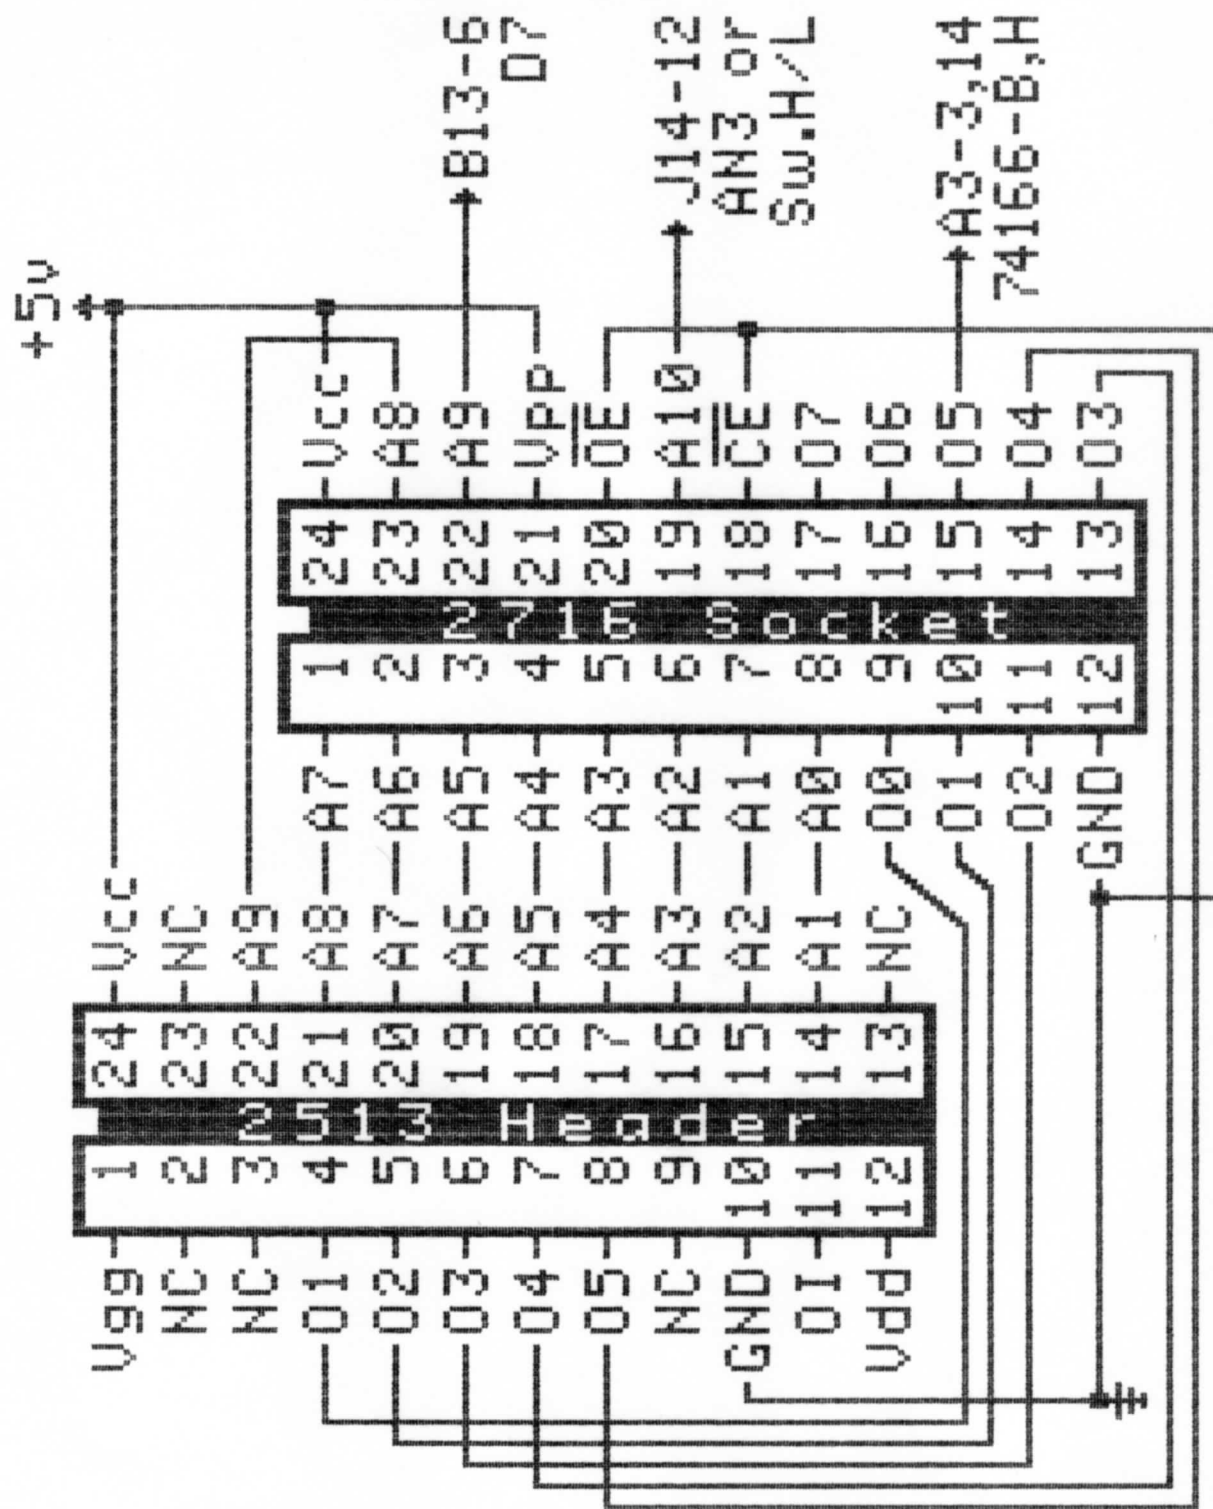 +5v
B13-6
D7
J14-12
AN3 or
Sw.H/L
A3-3,14
74166-B,H
Vcc
A8
A9
VPP
OE
A10
CE
O7
O6
O5
O4
O3
24
23
22
21
20
19
18
17
16
15
14
13
2716 Socket
1
2
3
4
5
6
7
8
9
10
11
12
A7
A6
A5
A4
A3
A2
A1
A0
O0
O1
O2
GND
Vcc
NC
A9
A8
A7
A6
A5
A4
A3
A2
A1
NC
24
23
22
21
20
19
18
17
16
15
14
13
2513 Header
1
2
3
4
5
6
7
8
9
10
11
12
Vgg
NC
NC
O1
O2
O3
O4
O5
NC
GND
OI
Vdd